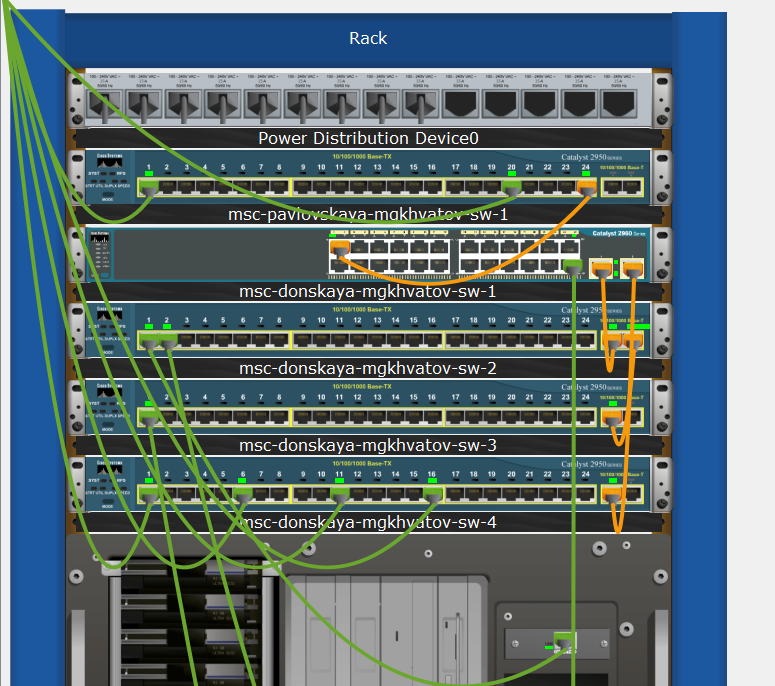 Rack
Power Distribution Device0
10/100/1000 Base-TX
Catalyst 2950 SERIES
1 2 3 4 5 6 7 8 9 10 11 12 13 14 15 16 17 18 19 20 21 22 23 24
10/100/1000 Base-T
SYST RPS
MODE
msc-pavlovskaya-mgkhvatov-sw-1
Catalyst 2960 Series
msc-donskaya-mgkhvatov-sw-1
10/100/1000 Base-TX
Catalyst 2950 SERIES
1 2 3 4 5 6 7 8 9 10 11 12 13 14 15 16 17 18 19 20 21 22 23 24
MODE
msc-donskaya-mgkhvatov-sw-2
10/100/1000 Base-TX
Catalyst 2950 SERIES
2 3 4 5 6 7 8 9 10 11 12 13 14 15 16 17 18 19 20 21 22 23 24
10/100/1000 Base-T
MODE
msc-donskaya-mgkhvatov-sw-3
10/100/1000 Base-TX
Catalyst 2950 SERIES
1 2 3 4 5 6 7 8 9 10 11 12 13 14 15 16 17 18 19 20 21 22 23 24
10/100/1000 Base-T
MODE
msc-donskaya-mgkhvatov-sw-4